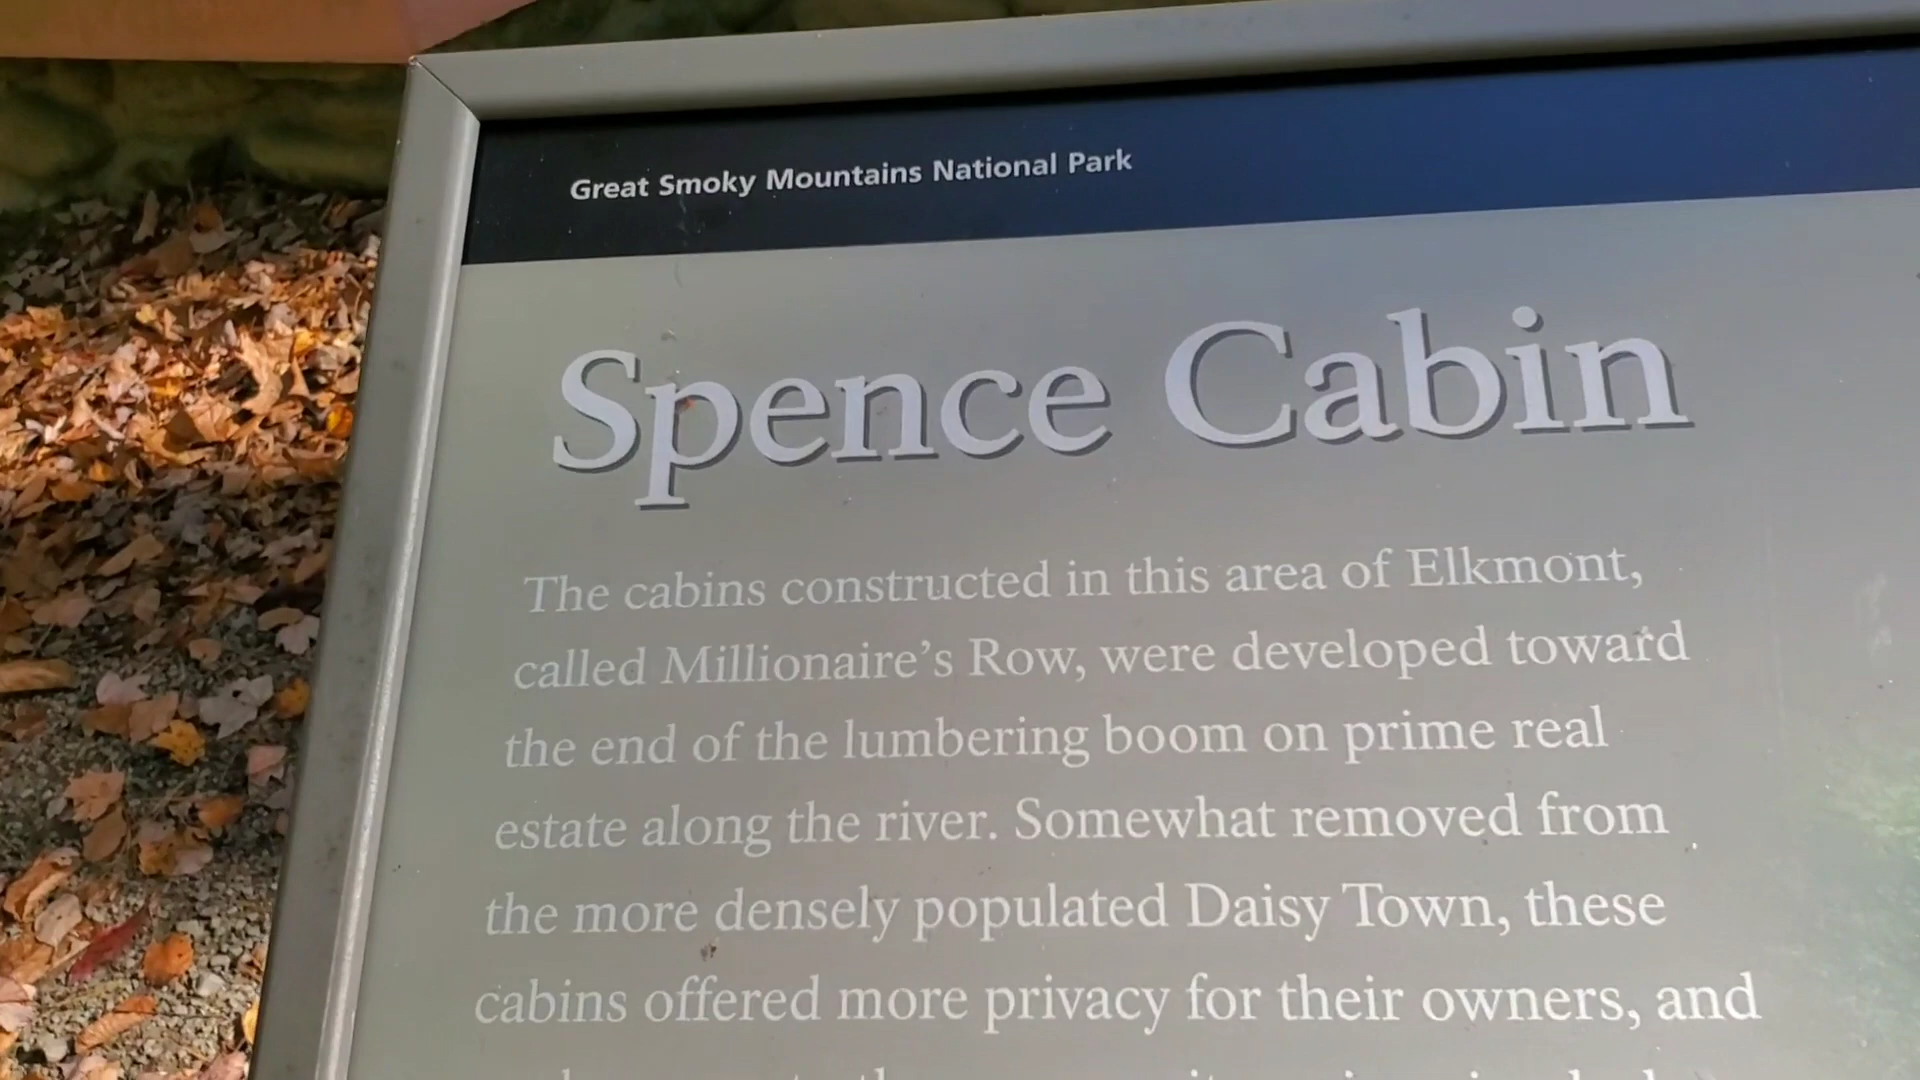 Great Smoky Mountains National Park
Spence Cabin
The cabins constructed in this area of Elkmont,
called Millionaire’s Row, were developed toward
the end of the lumbering boom on prime real
estate along the river. Somewhat removed from
the more densely populated Daisy Town, these
cabins offered more privacy for their owners, and